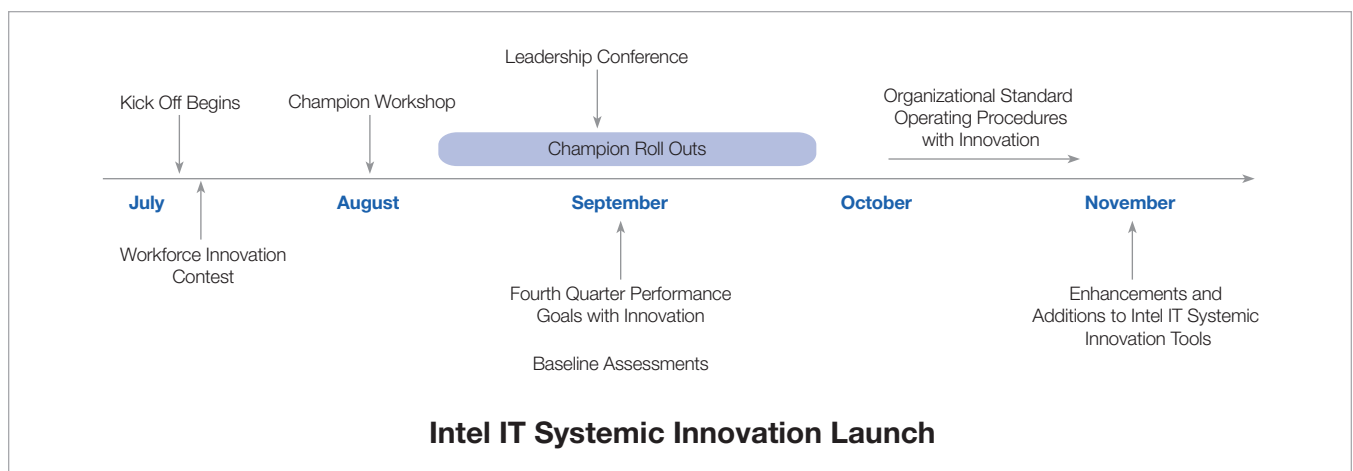 Leadership Conference
Kick Off Begins
Champion Workshop
Organizational Standard
Operating Procedures
with Innovation
Champion Roll Outs
July
August
September
October
November
Workforce Innovation
Contest
Fourth Quarter Performance
Goals with Innovation
Baseline Assessments
Enhancements and
Additions to Intel IT Systemic
Innovation Tools
Intel IT Systemic Innovation Launch